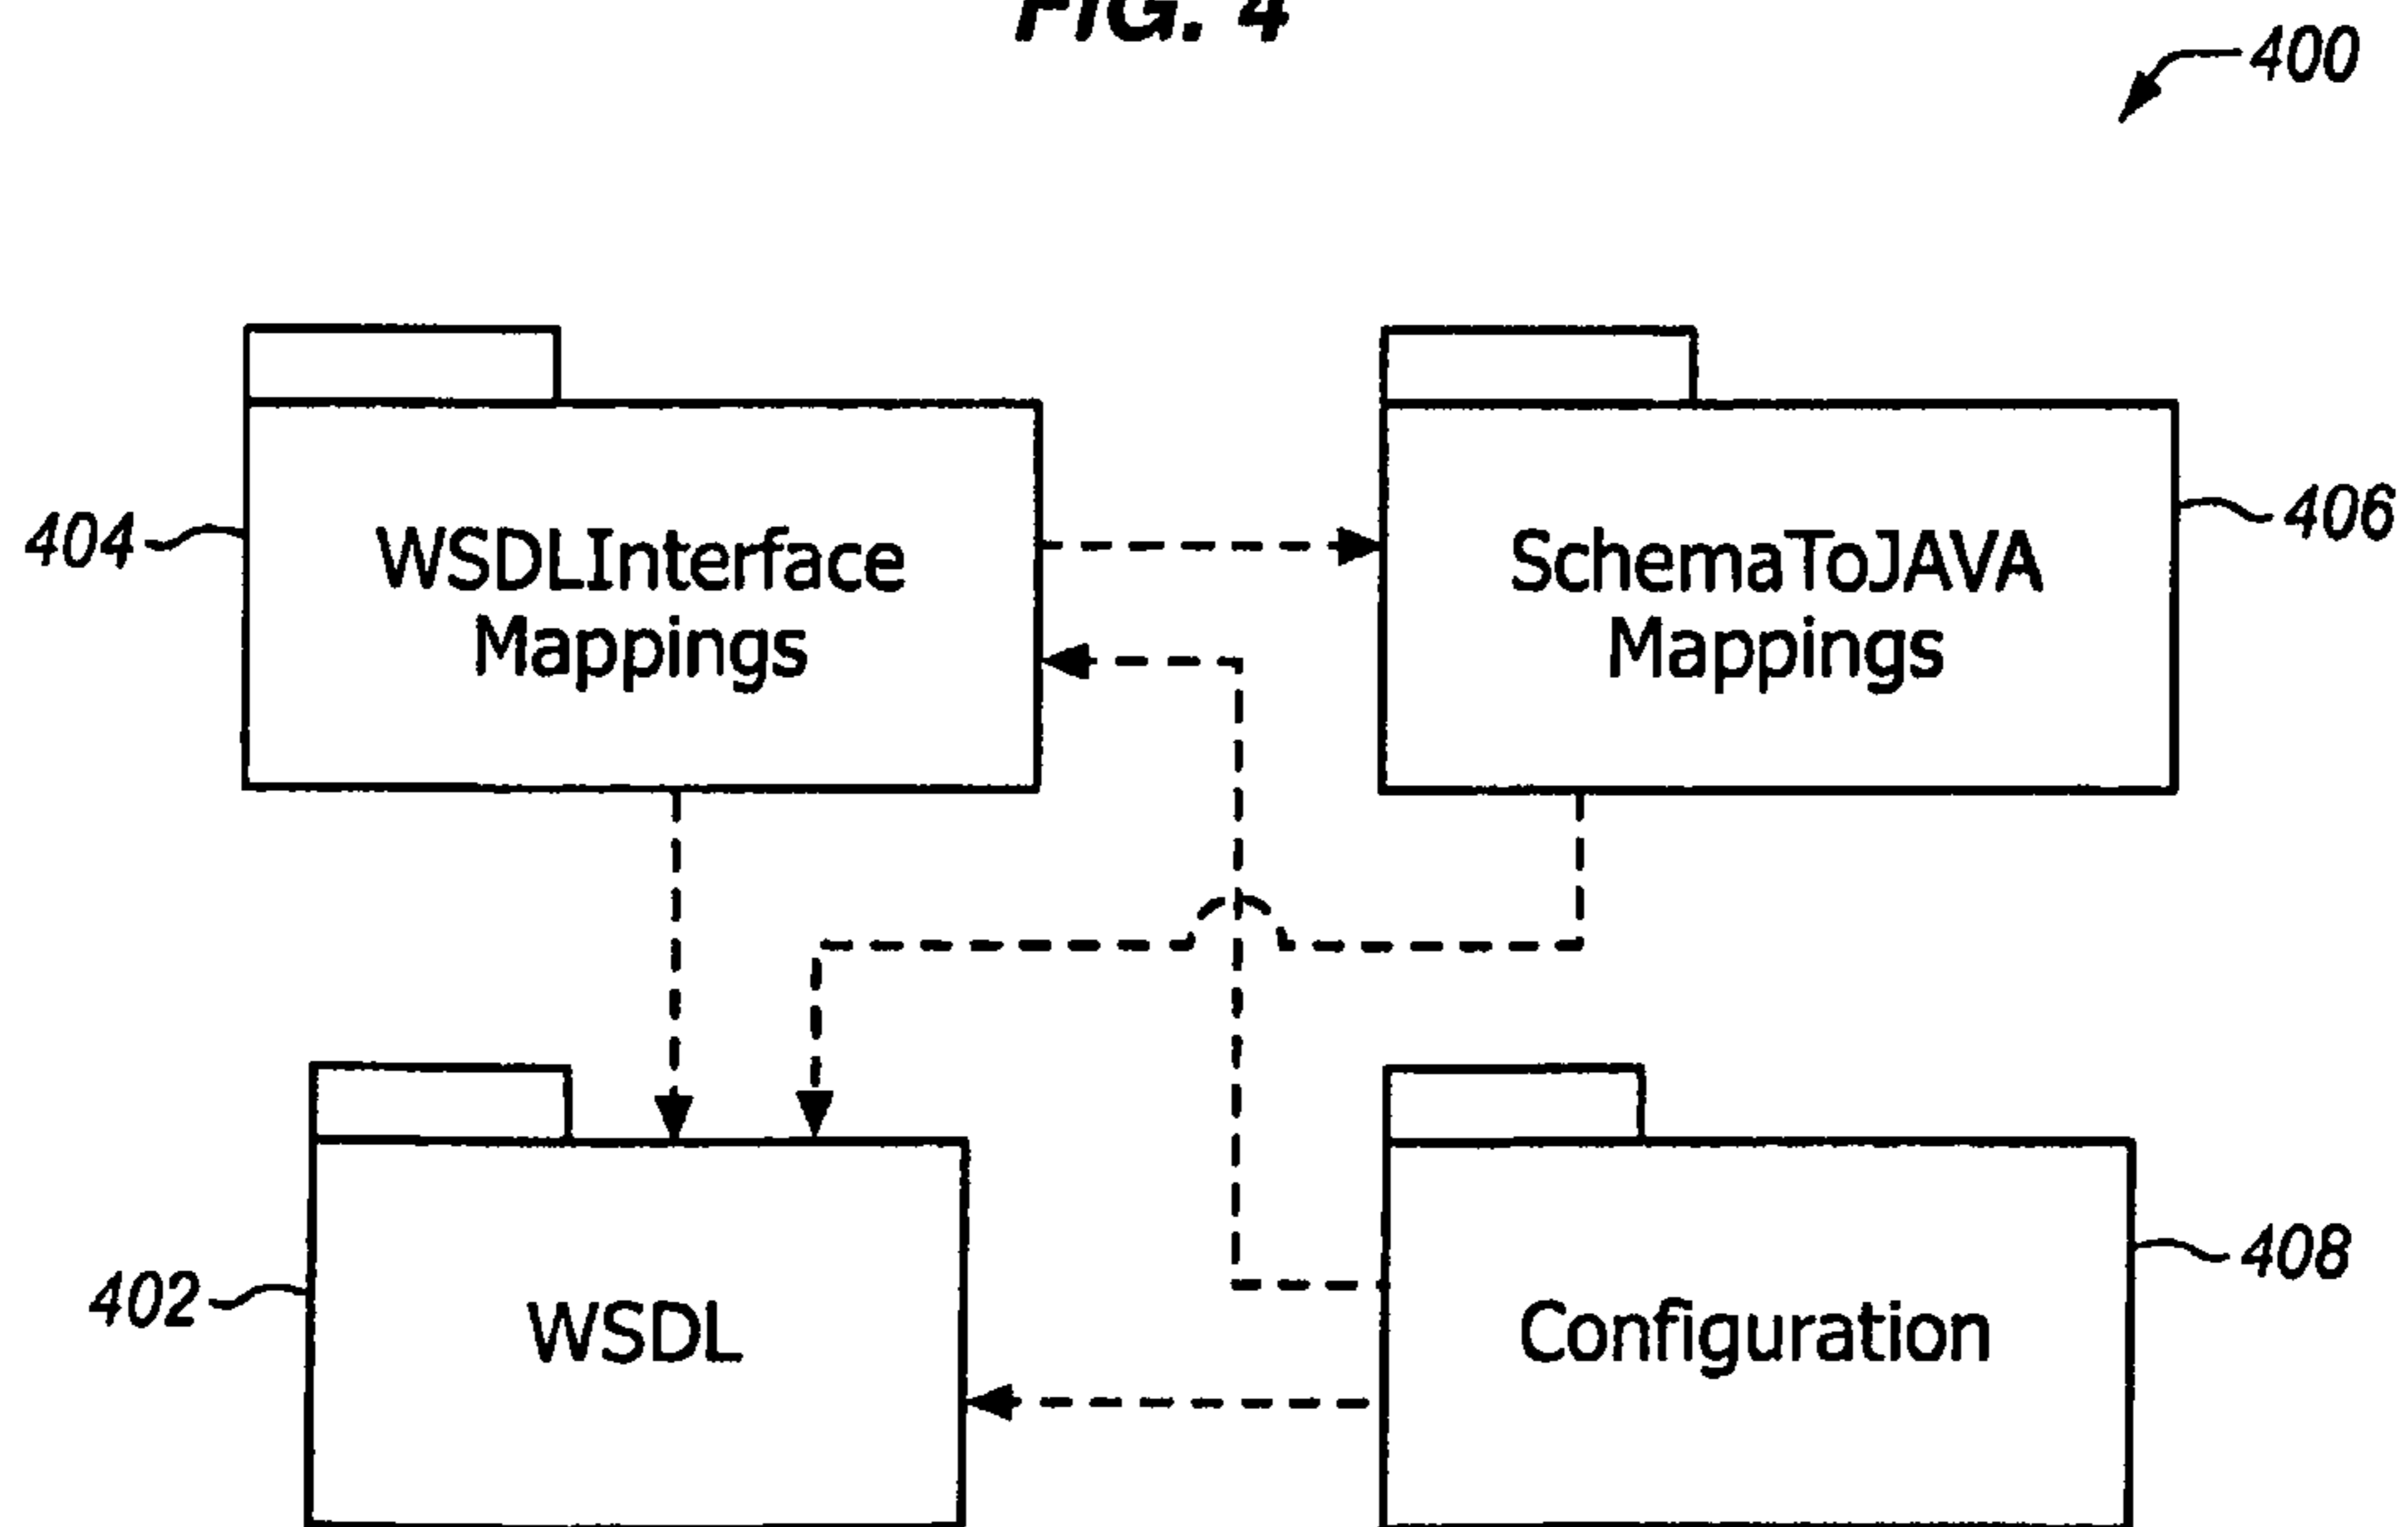 FIG. 4
400
404
WSDLInterface
Mappings
SchemaToJAVA
Mappings
406
402
WSDL
Configuration
408